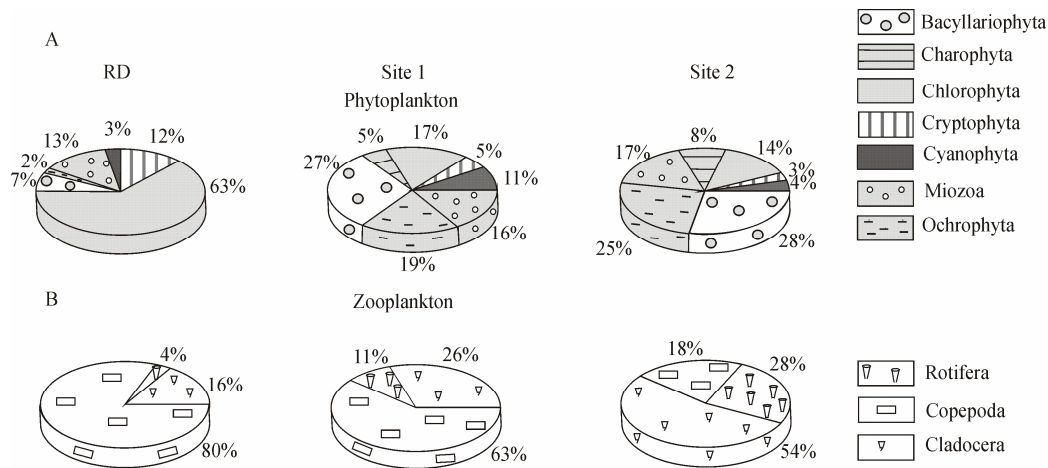 A
RD
Site 1
Site 2
Phytoplankton
13%
3%
12%
2%
7%
63%
5%
17%
5%
27%
11%
16%
19%
8%
17%
14%
3%
4%
25%
28%
Bacyllariophyta
Charophyta
Chlorophyta
Cryptophyta
Cyanophyta
Miozoa
Ochrophyta
B
Zooplankton
4%
16%
80%
11%
26%
63%
18%
28%
54%
Rotifera
Copepoda
Cladocera